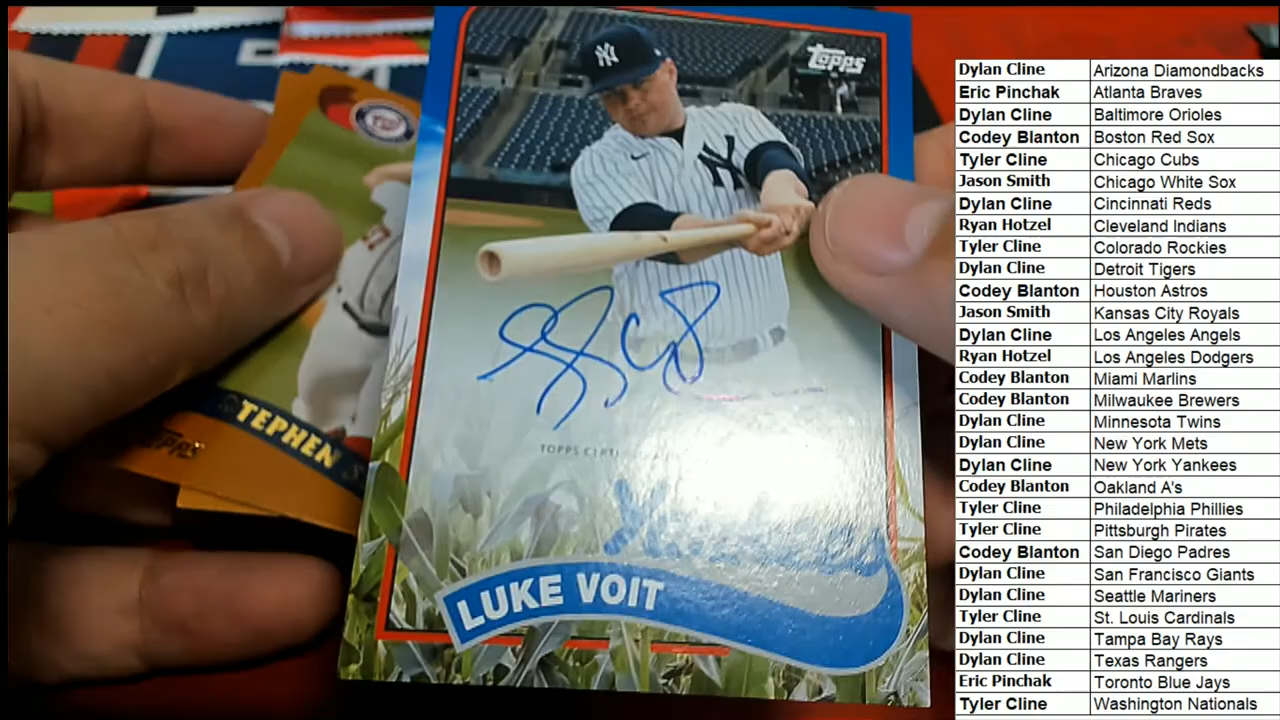 NY
Topps
NY
TOPPS CERTIFIED
Yankees
LUKE VOIT
TEPHEN
Topps
Dylan Cline Arizona Diamondbacks
Eric Pinchak Atlanta Braves
Dylan Cline Baltimore Orioles
Codey Blanton Boston Red Sox
Tyler Cline Chicago Cubs
Jason Smith Chicago White Sox
Dylan Cline Cincinnati Reds
Ryan Hotzel Cleveland Indians
Tyler Cline Colorado Rockies
Dylan Cline Detroit Tigers
Codey Blanton Houston Astros
Jason Smith Kansas City Royals
Dylan Cline Los Angeles Angels
Ryan Hotzel Los Angeles Dodgers
Codey Blanton Miami Marlins
Codey Blanton Milwaukee Brewers
Dylan Cline Minnesota Twins
Dylan Cline New York Mets
Dylan Cline New York Yankees
Codey Blanton Oakland A's
Tyler Cline Philadelphia Phillies
Tyler Cline Pittsburgh Pirates
Codey Blanton San Diego Padres
Dylan Cline San Francisco Giants
Dylan Cline Seattle Mariners
Tyler Cline St. Louis Cardinals
Dylan Cline Tampa Bay Rays
Dylan Cline Texas Rangers
Eric Pinchak Toronto Blue Jays
Tyler Cline Washington Nationals